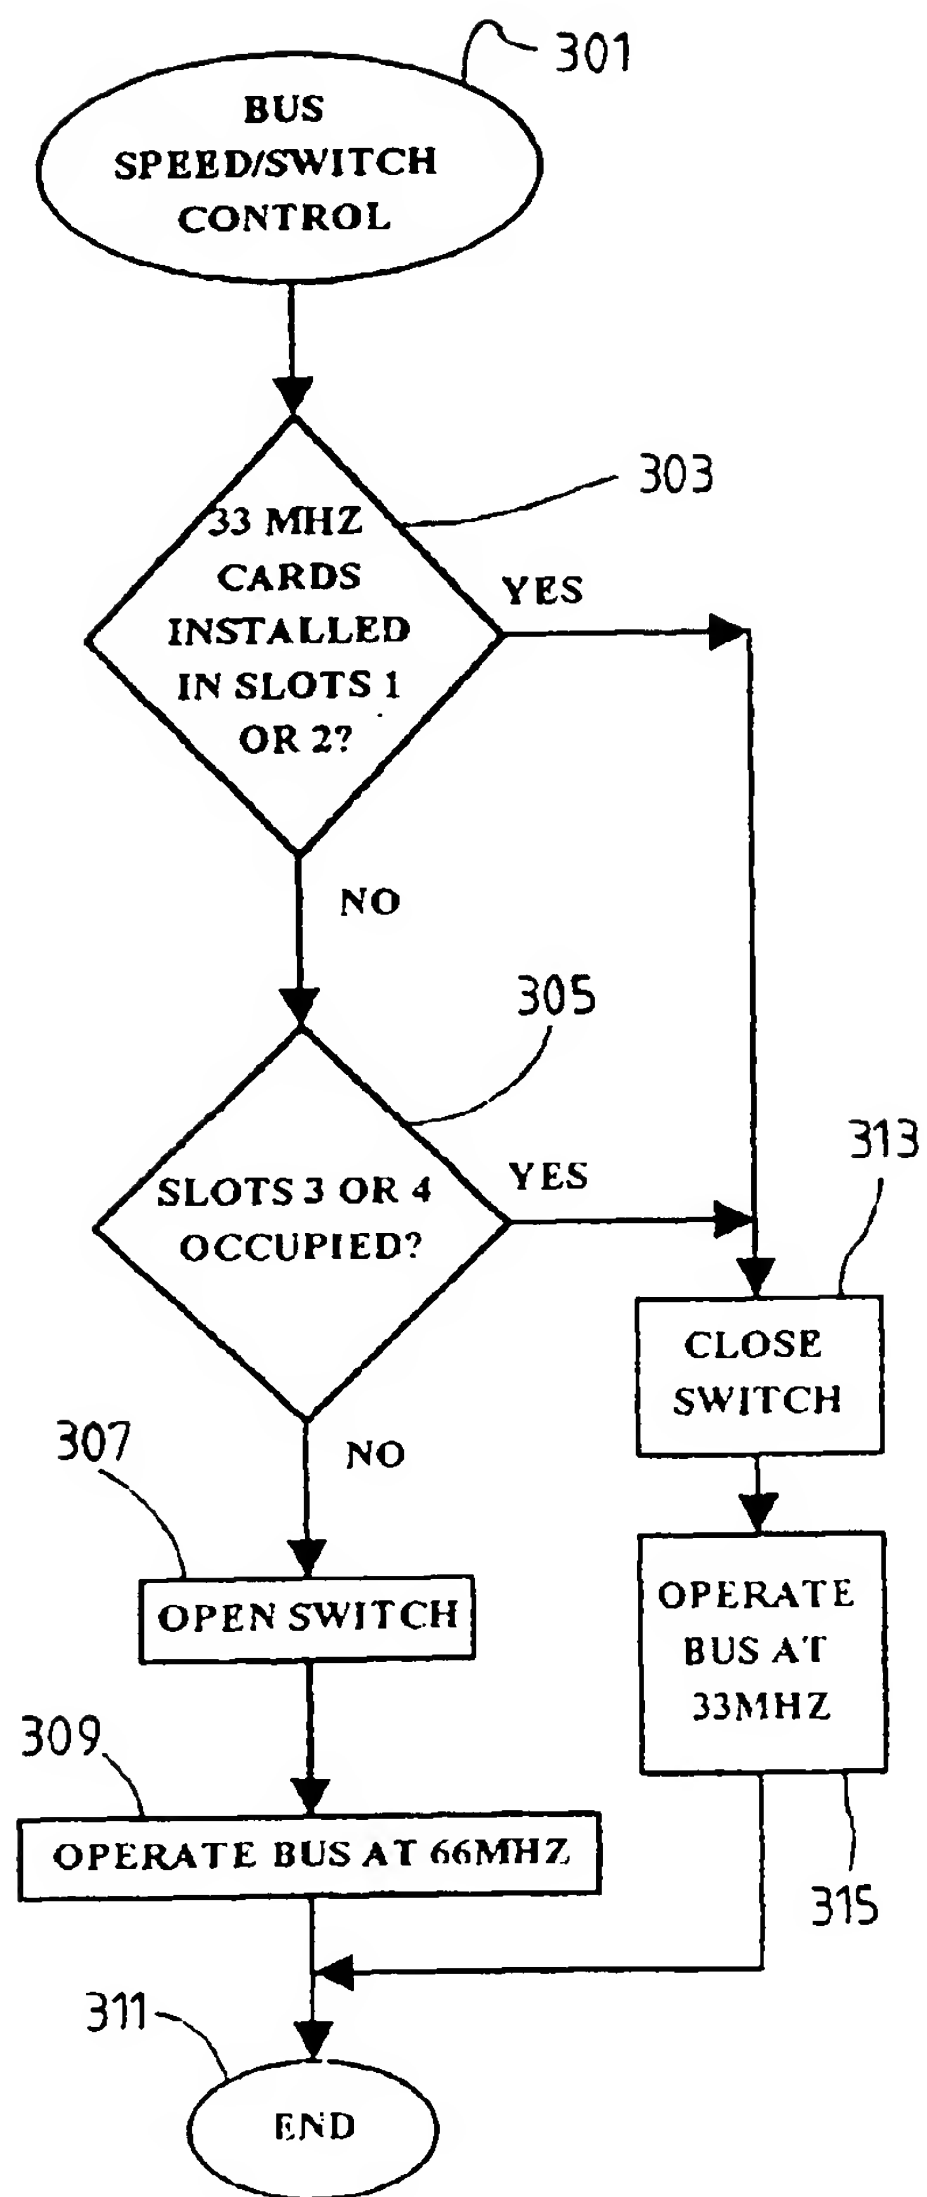 301
BUS
SPEED/SWITCH
CONTROL
303
33 MHZ
CARDS
INSTALLED
IN SLOTS 1
OR 2?
YES
NO
305
SLOTS 3 OR 4
OCCUPIED?
YES
313
CLOSE
SWITCH
NO
307
OPEN SWITCH
OPERATE
BUS AT
33MHZ
309
OPERATE BUS AT 66MHZ
315
311
END